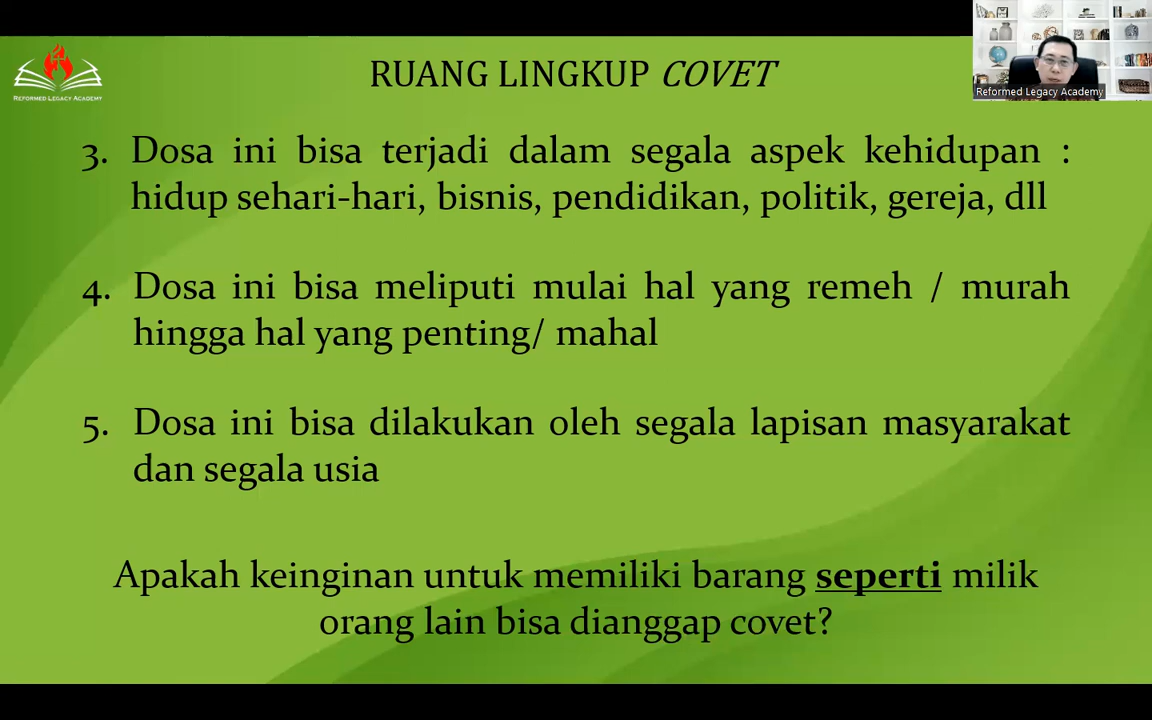 RUANG LINGKUP COVET
REFORMED LEGACY ACADEMY
Reformed Legacy Academy
3. Dosa ini bisa terjadi dalam segala aspek kehidupan :
hidup sehari-hari, bisnis, pendidikan, politik, gereja, dll
4. Dosa ini bisa meliputi mulai hal yang remeh / murah
hingga hal yang penting/ mahal
5. Dosa ini bisa dilakukan oleh segala lapisan masyarakat
dan segala usia
Apakah keinginan untuk memiliki barang seperti milik
orang lain bisa dianggap covet?